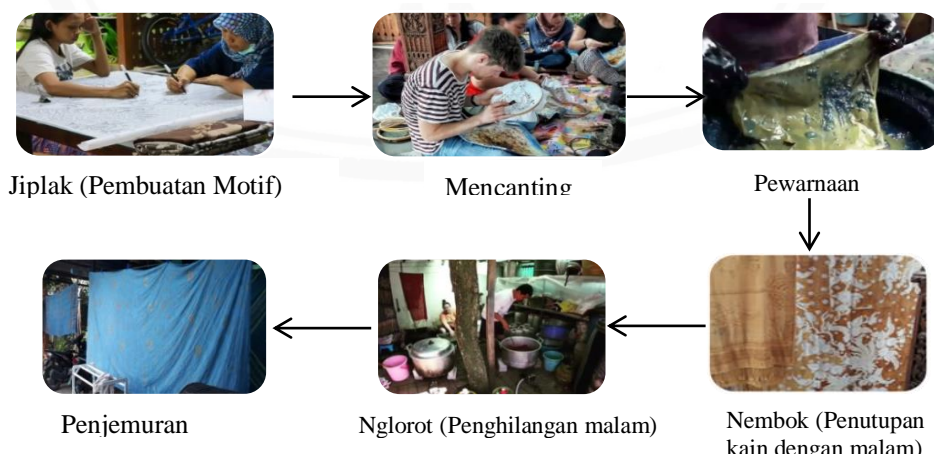 Jiplak (Pembuatan Motif)
Mencanting
Pewarnaan
Nembok (Penutupan
kain dengan malam)
Nglorot (Penghilangan malam)
Penjemuran